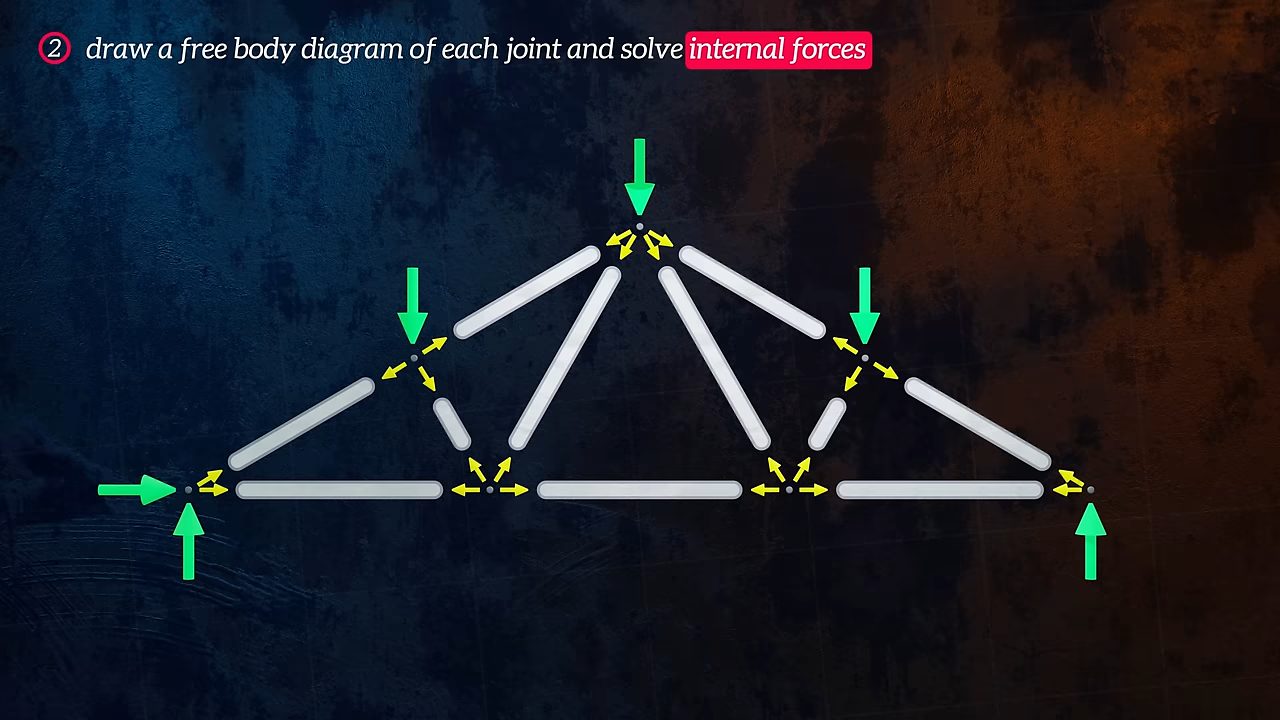 2 draw a free body diagram of each joint and solve internal forces